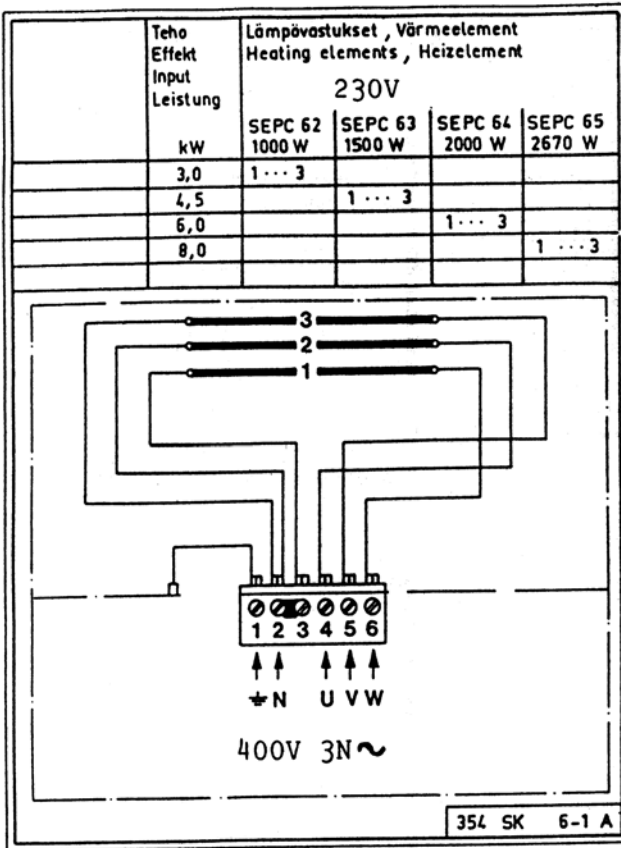 Teho
Effekt
Input
Leistung
kW
Lämpövastukset , Värmeelement
Heating elements , Heizelement
230V
SEPC 62 SEPC 63 SEPC 64 SEPC 65
1000 W 1500 W 2000 W 2670 W
3,0 1 ··· 3
4,5 1 ··· 3
6,0 1 ··· 3
8,0 1 ··· 3
3
2
1
1 2 3 4 5 6
N U V W
400V 3N~
354 SK 6-1 A